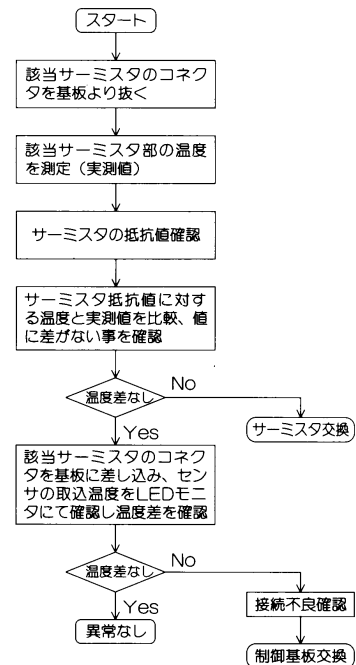 スタート
該当サーミスタのコネク
タを基板より抜く
該当サーミスタ部の温度
を測定（実測値）
サーミスタの抵抗値確認
サーミスタ抵抗値に対す
る温度と実測値を比較、値
に差がない事を確認
温度差なし
No
サーミスタ交換
Yes
該当サーミスタのコネク
タを基板に差し込み、セン
サの取込温度をLEDモニ
タにて確認し温度差を確認
温度差なし
No
Yes
接続不良確認
異常なし
制御基板交換